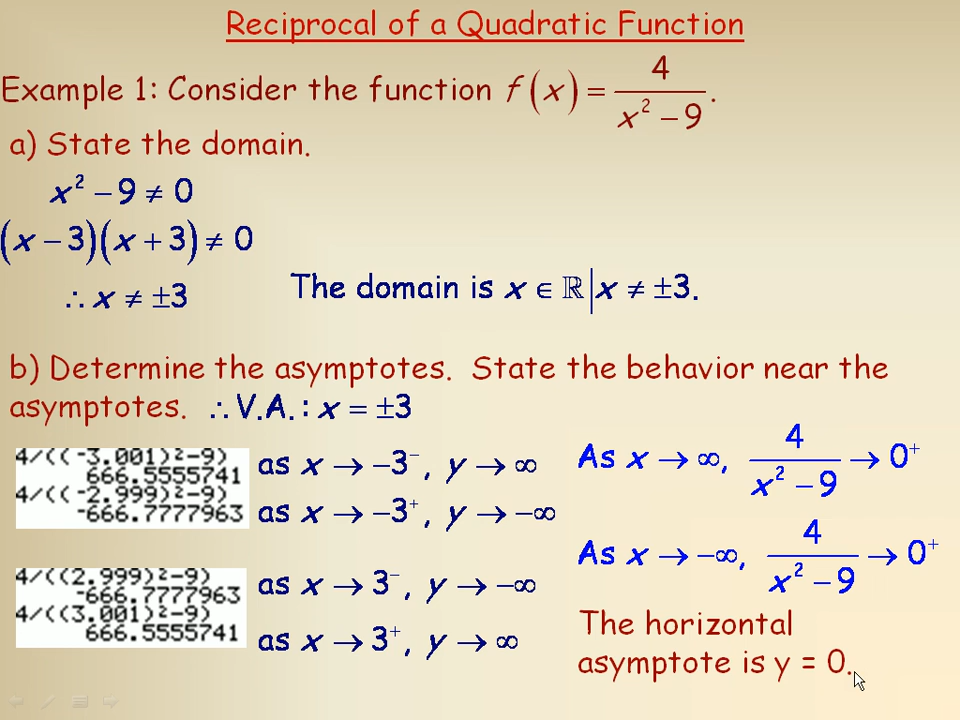 Reciprocal of a Quadratic Function
Example 1: Consider the function f(x) = 4/(x² − 9).
a) State the domain.
x² − 9 ≠ 0
(x − 3)(x + 3) ≠ 0
∴ x ≠ ±3
The domain is x ∈ ℝ | x ≠ ±3.
b) Determine the asymptotes. State the behavior near the
asymptotes. ∴ V.A.: x = ±3
4/((-3.001)²-9)
666.5555741
4/((-2.999)²-9)
-666.7777963
as x → −3⁻, y → ∞
as x → −3⁺, y → −∞
4/((2.999)²-9)
-666.7777963
4/((3.001)²-9)
666.5555741
as x → 3⁻, y → −∞
as x → 3⁺, y → ∞
As x → ∞, 4/(x² − 9) → 0⁺
As x → −∞, 4/(x² − 9) → 0⁺
The horizontal
asymptote is y = 0.